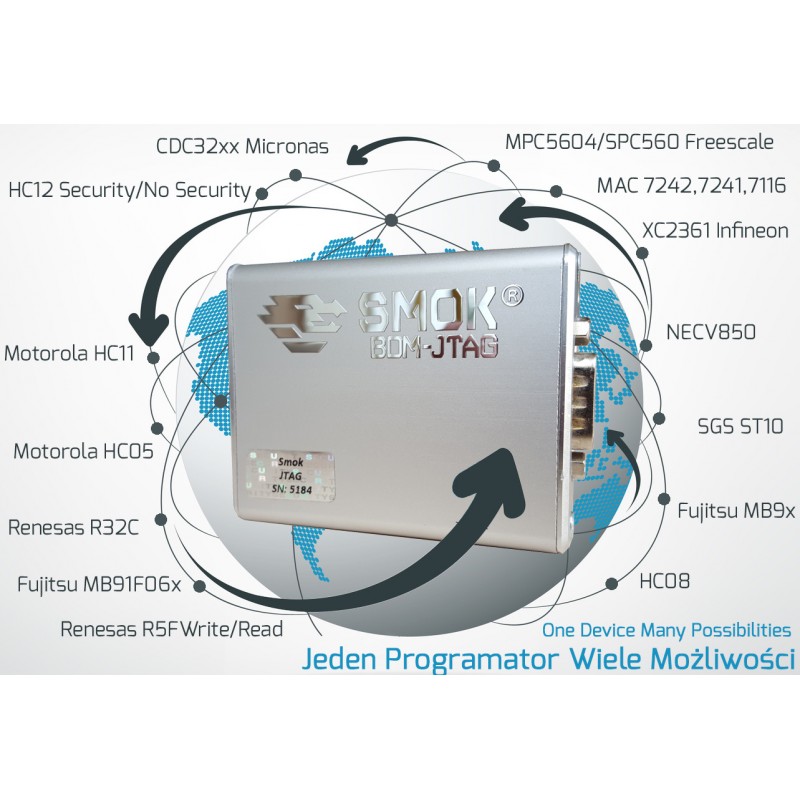 CDC32xx Micronas
MPC5604/SPC560 Freescale
HC12 Security/No Security
MAC 7242,7241,7116
XC2361 Infineon
SMOK®
BDM-JTAG
Motorola HC11
NECV850
Motorola HC05
SGS ST10
Smok
JTAG
SN: 5184
Renesas R32C
Fujitsu MB9x
Fujitsu MB91F06x
HC08
Renesas R5FWrite/Read
One Device Many Possibilities
Jeden Programator Wiele Możliwości